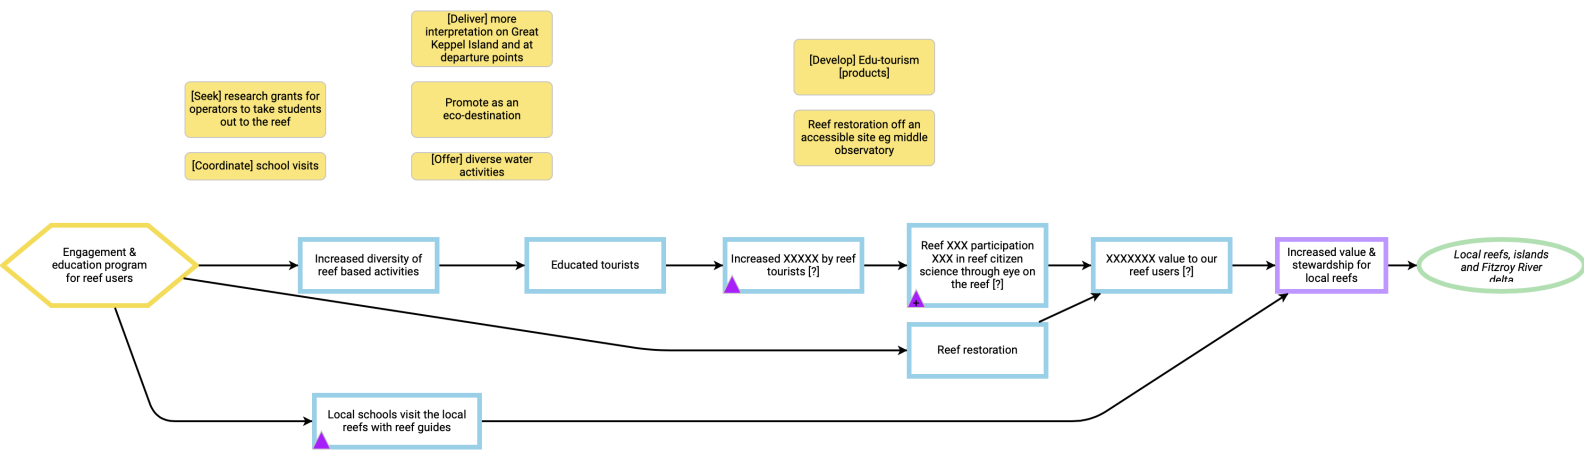 [Deliver] more
interpretation on Great
Keppel Island and at
departure points
[Develop] Edu-tourism
[products]
[Seek] research grants for
operators to take students
out to the reef
Promote as an
eco-destination
Reef restoration off an
accessible site eg middle
observatory
[Coordinate] school visits
[Offer] diverse water
activities
Engagement &
education program
for reef users
Increased diversity of
reef based activities
Educated tourists
Increased XXXXX by reef
tourists [?]
Reef XXX participation
XXX in reef citizen
science through eye on
the reef [?]
XXXXXXX value to our
reef users [?]
Increased value &
stewardship for
local reefs
Local reefs, islands
and Fitzroy River
delta
Reef restoration
Local schools visit the local
reefs with reef guides